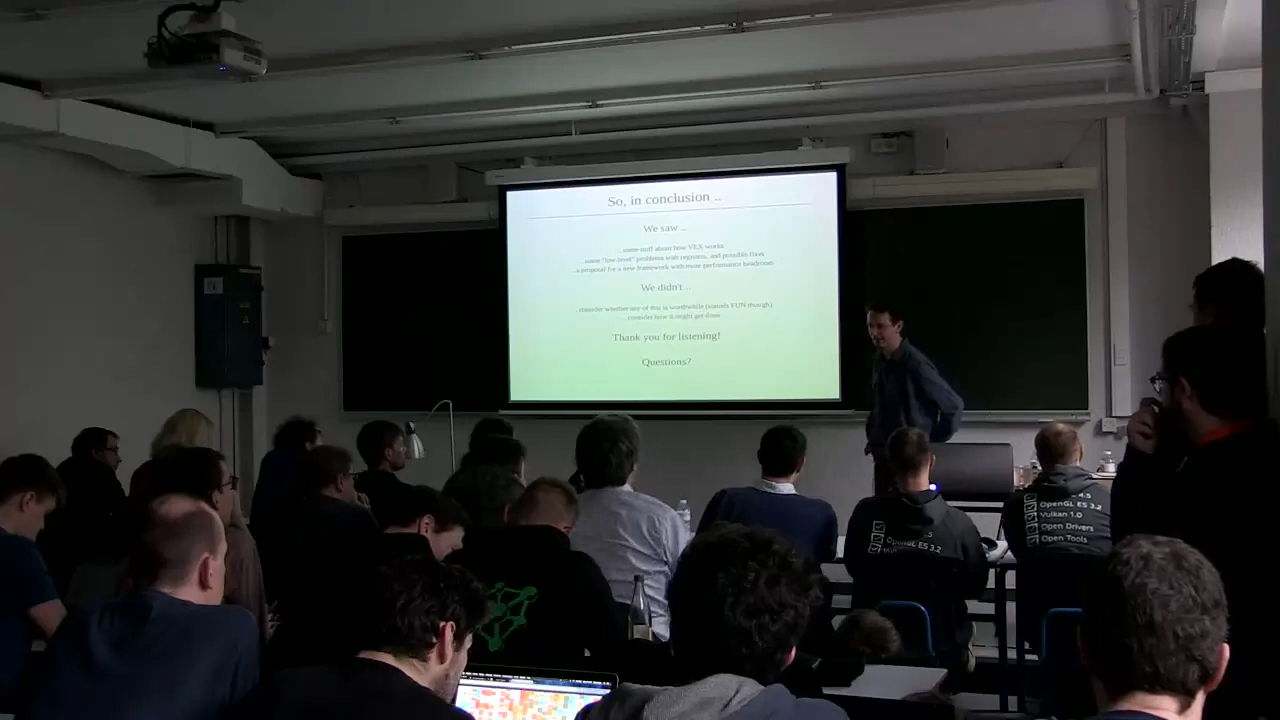 So, in conclusion ..
We saw ..
...some stuff about how VEX works
...some "low level" problems with registers, and possible fixes
...a proposal for a new framework with more performance headroom
We didn't ..
...consider whether any of this is worthwhile (sounds FUN though)
...consider how it might get done
Thank you for listening!
Questions?
OpenGL ES 3.2
4.5
OpenGL ES 3.2
Vulkan 1.0
Open Drivers
Open Tools